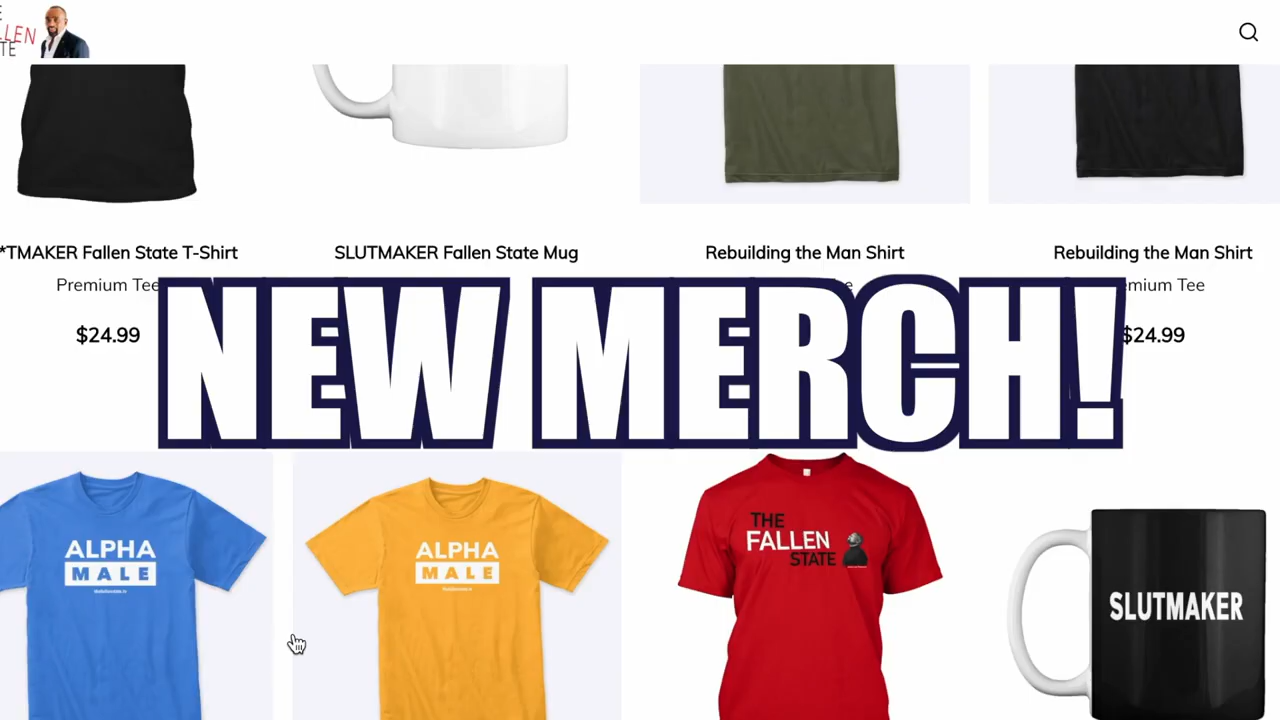 LLEN
TE
*TMAKER Fallen State T-Shirt
SLUTMAKER Fallen State Mug
Rebuilding the Man Shirt
Rebuilding the Man Shirt
Premium Tee
emium Tee
$24.99
$24.99
NEW MERCH!
ALPHA
MALE
ALPHA
MALE
THE
FALLEN
STATE
SLUTMAKER